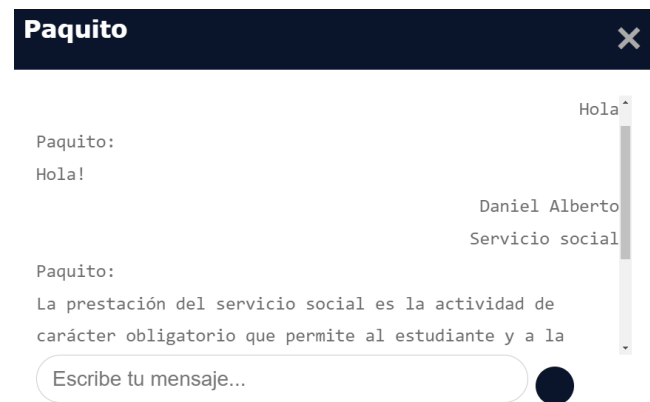 Paquito
Hola
Paquito:
Hola!
Daniel Alberto
Servicio social
Paquito:
La prestación del servicio social es la actividad de
carácter obligatorio que permite al estudiante y a la
Escribe tu mensaje...